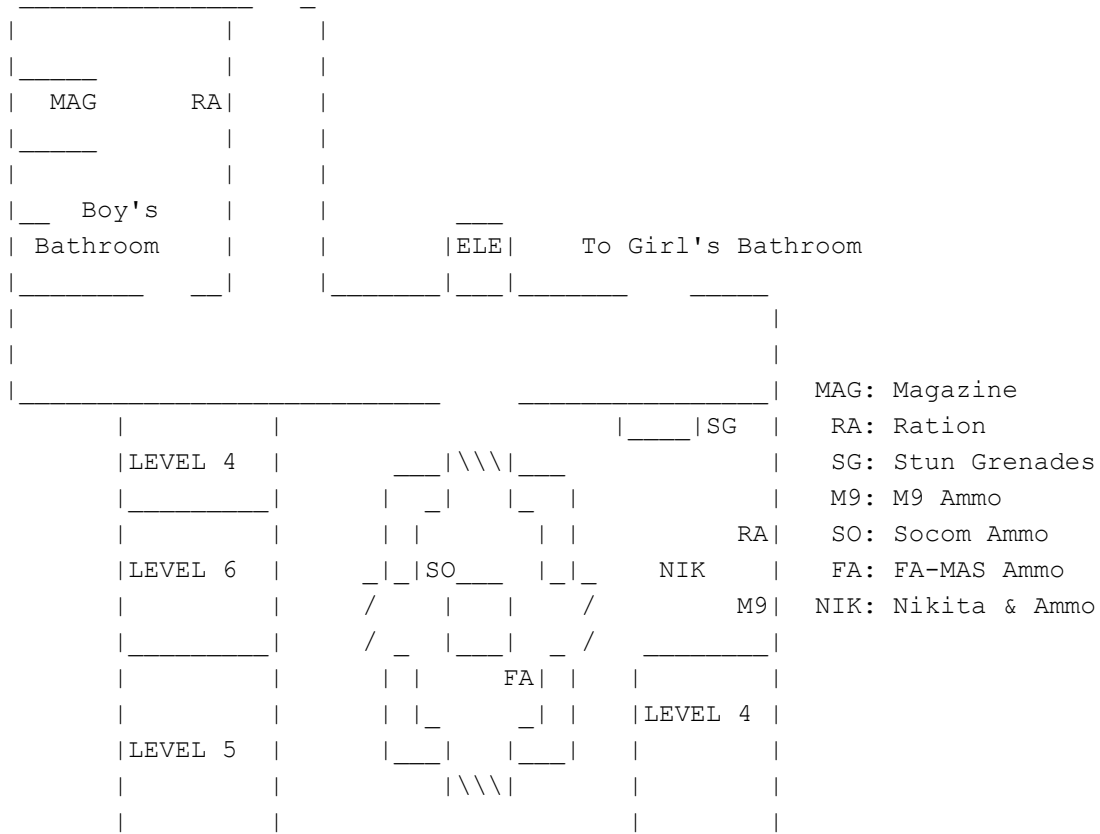 MAG RA
Boy's
Bathroom ELE To Girl's Bathroom
MAG: Magazine
SG RA: Ration
LEVEL 4 SG: Stun Grenades
M9: M9 Ammo
RA SO: Socom Ammo
LEVEL 6 SO NIK FA: FA-MAS Ammo
M9 NIK: Nikita & Ammo
FA
LEVEL 4
LEVEL 5